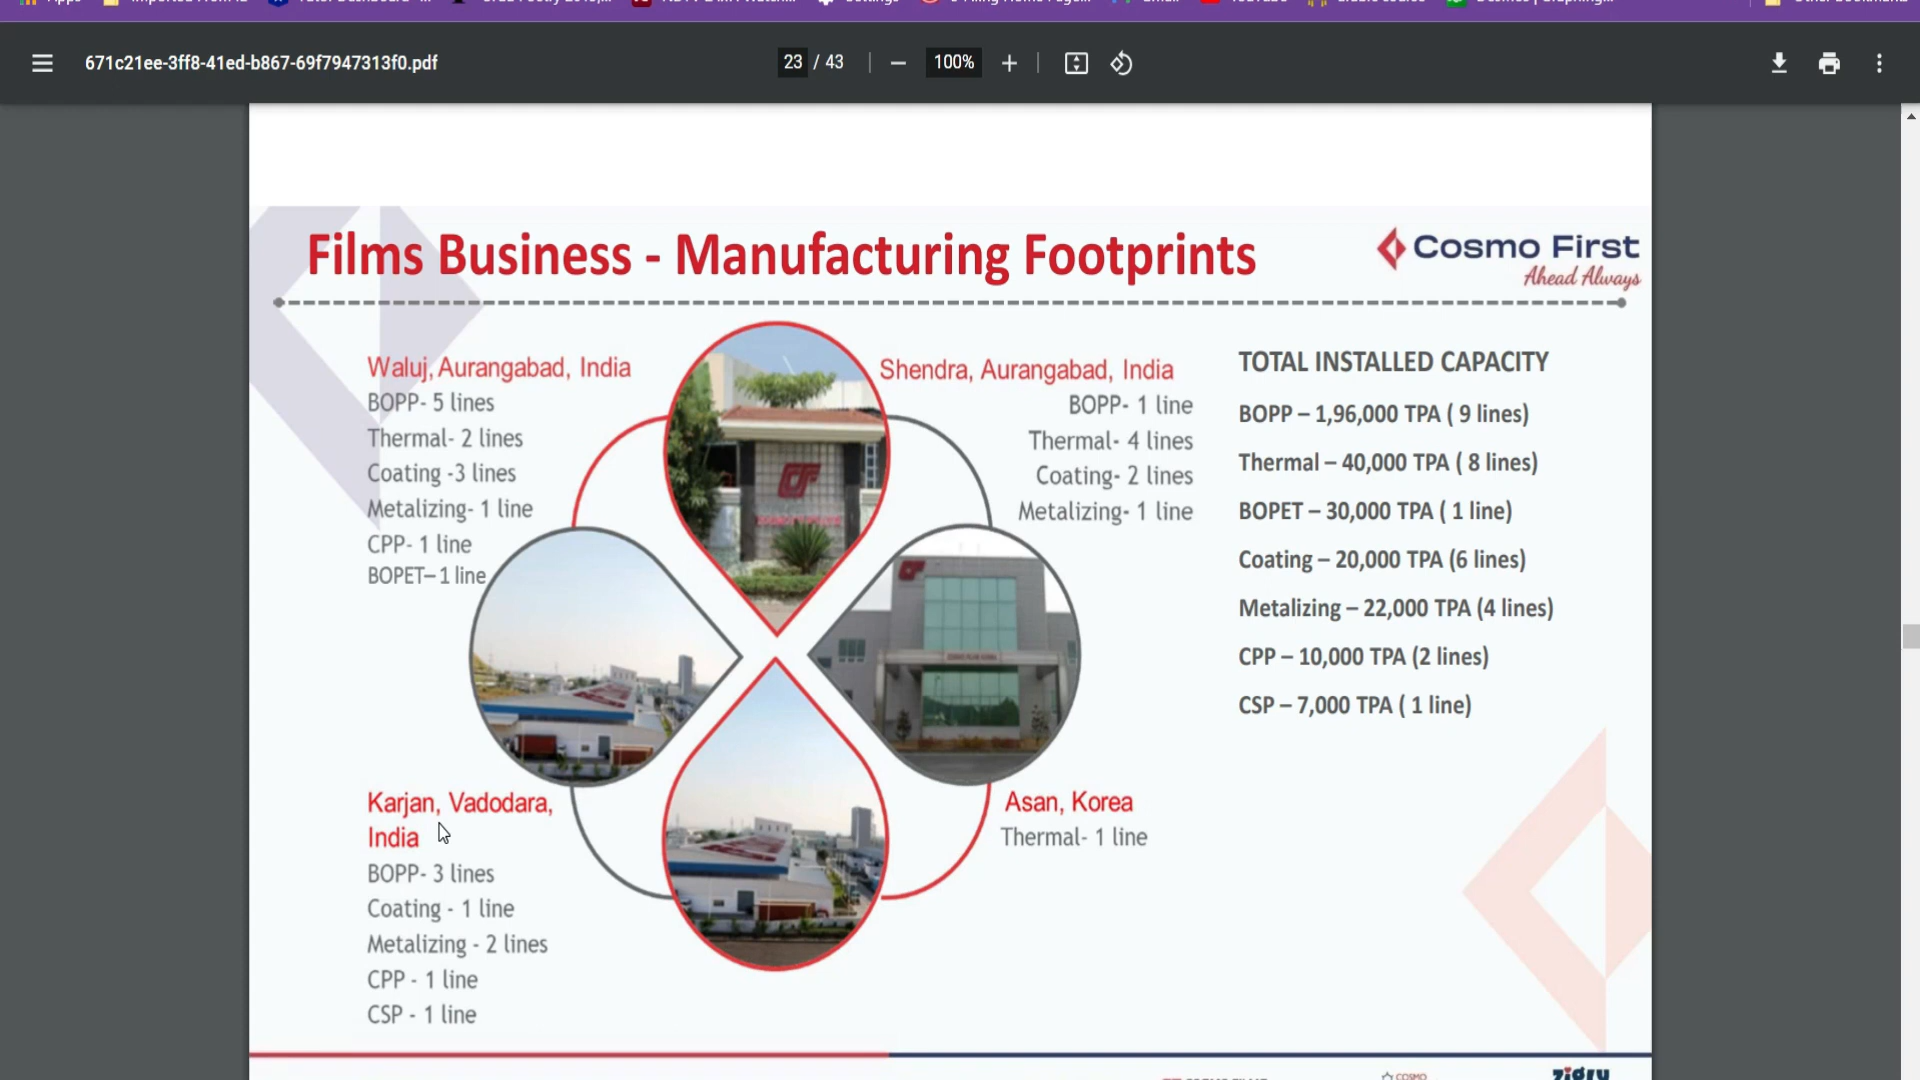 671c21ee-3ff8-41ed-b867-69f7947313f0.pdf
23 / 43
100%
Films Business - Manufacturing Footprints
Cosmo First
Ahead Always
Waluj, Aurangabad, India
BOPP- 5 lines
Thermal- 2 lines
Coating -3 lines
Metalizing- 1 line
CPP- 1 line
BOPET– 1 line
Shendra, Aurangabad, India
BOPP- 1 line
Thermal- 4 lines
Coating- 2 lines
Metalizing- 1 line
TOTAL INSTALLED CAPACITY
BOPP – 1,96,000 TPA ( 9 lines)
Thermal – 40,000 TPA ( 8 lines)
BOPET – 30,000 TPA ( 1 line)
Coating – 20,000 TPA (6 lines)
Metalizing – 22,000 TPA (4 lines)
CPP – 10,000 TPA (2 lines)
CSP – 7,000 TPA ( 1 line)
Karjan, Vadodara,
India
BOPP- 3 lines
Coating - 1 line
Metalizing - 2 lines
CPP - 1 line
CSP - 1 line
Asan, Korea
Thermal- 1 line